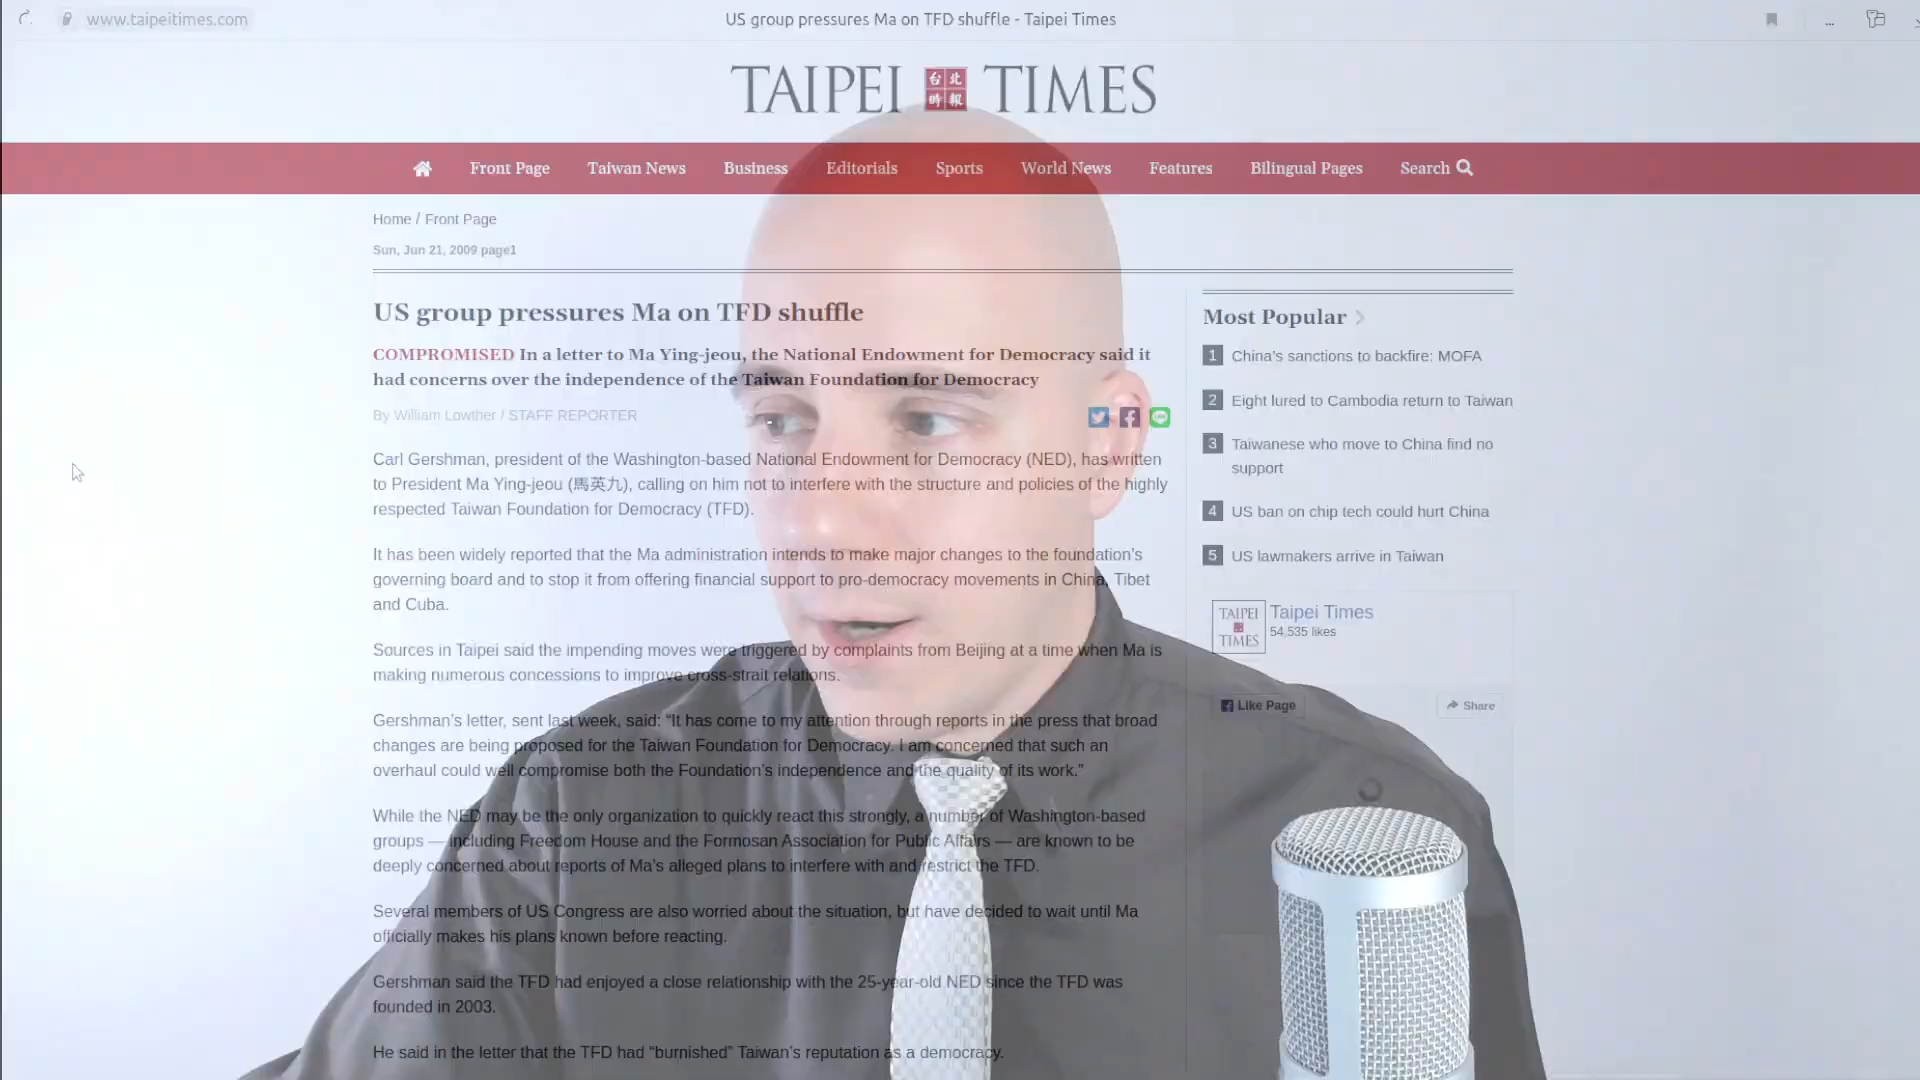 www.taipeitimes.com
US group pressures Ma on TFD shuffle - Taipei Times
TAIPEI 台北時報 TIMES
Front Page
Taiwan News
Business
Editorials
Sports
World News
Features
Bilingual Pages
Search
Home / Front Page
Sun, Jun 21, 2009 page1
US group pressures Ma on TFD shuffle
COMPROMISED In a letter to Ma Ying-jeou, the National Endowment for Democracy said it
had concerns over the independence of the Taiwan Foundation for Democracy
By William Lowther / STAFF REPORTER
Carl Gershman, president of the Washington-based National Endowment for Democracy (NED), has written
to President Ma Ying-jeou (馬英九), calling on him not to interfere with the structure and policies of the highly
respected Taiwan Foundation for Democracy (TFD).
It has been widely reported that the Ma administration intends to make major changes to the foundation's
governing board and to stop it from offering financial support to pro-democracy movements in China, Tibet
and Cuba.
Sources in Taipei said the impending moves were triggered by complaints from Beijing at a time when Ma is
making numerous concessions to improve cross-strait relations.
Gershman's letter, sent last week, said: “It has come to my attention through reports in the press that broad
changes are being proposed for the Taiwan Foundation for Democracy. I am concerned that such an
overhaul could well compromise both the Foundation's independence and the quality of its work.”
While the NED may be the only organization to quickly react this strongly, a number of Washington-based
groups — including Freedom House and the Formosan Association for Public Affairs — are known to be
deeply concerned about reports of Ma's alleged plans to interfere with and restrict the TFD.
Several members of US Congress are also worried about the situation, but have decided to wait until Ma
officially makes his plans known before reacting.
Gershman said the TFD had enjoyed a close relationship with the 25-year-old NED since the TFD was
founded in 2003.
He said in the letter that the TFD had “burnished” Taiwan's reputation as a democracy.
Most Popular
1 China's sanctions to backfire: MOFA
2 Eight lured to Cambodia return to Taiwan
3 Taiwanese who move to China find no
support
4 US ban on chip tech could hurt China
5 US lawmakers arrive in Taiwan
TAIPEI
TIMES
Taipei Times
54,535 likes
Like Page
Share